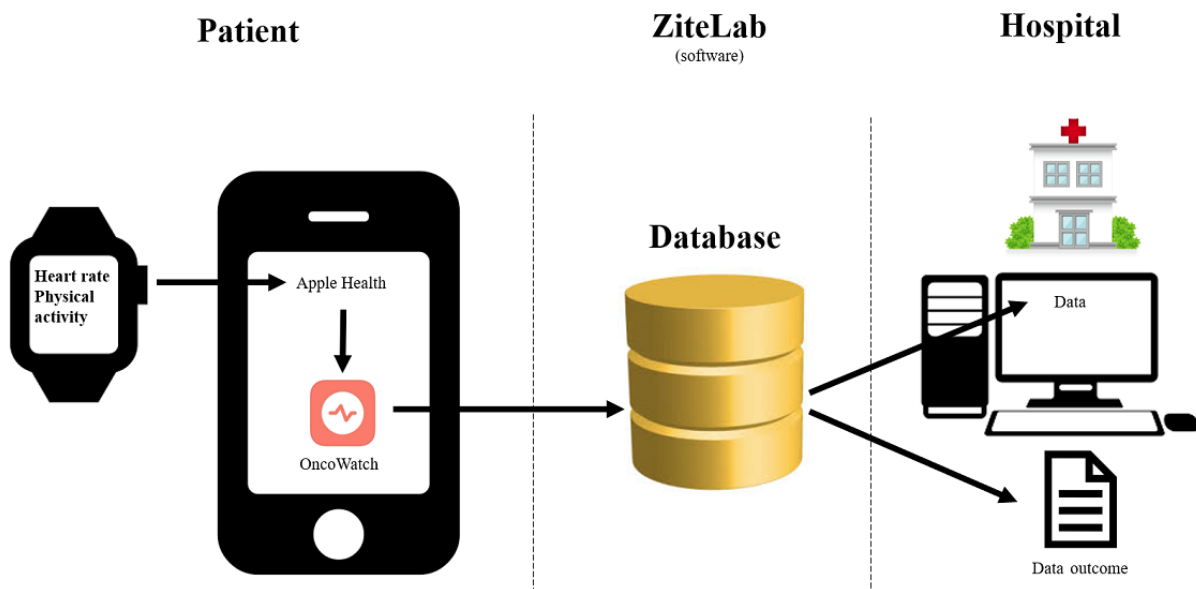 Patient
ZiteLab
(software)
Hospital
Heart rate
Physical
activity
Apple Health
OncoWatch
Database
Data
Data outcome